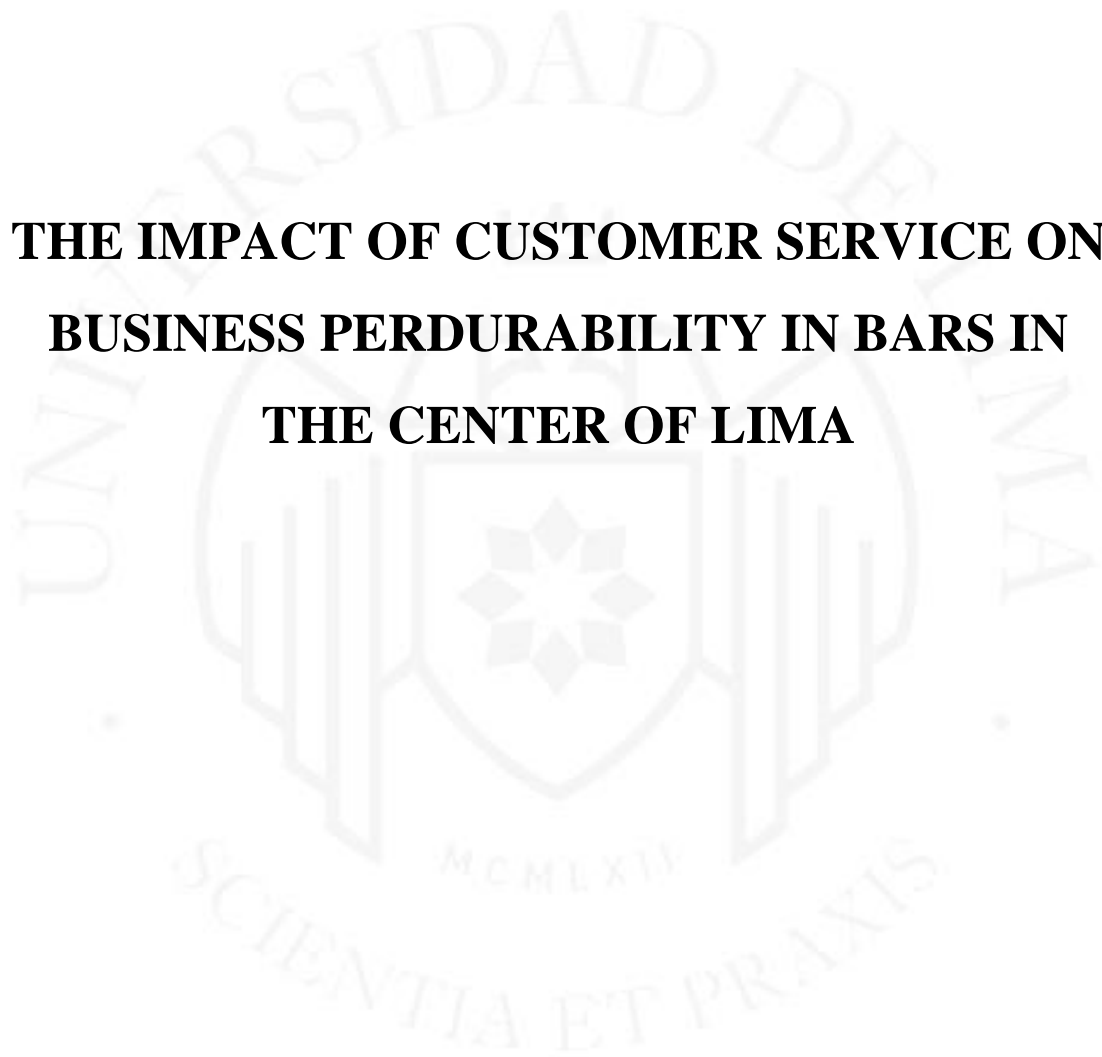 UNIVERSIDAD DE LIMA
THE IMPACT OF CUSTOMER SERVICE ON
BUSINESS PERDURABILITY IN BARS IN
THE CENTER OF LIMA
MCMLXII
SCIENTIA ET PRAXIS